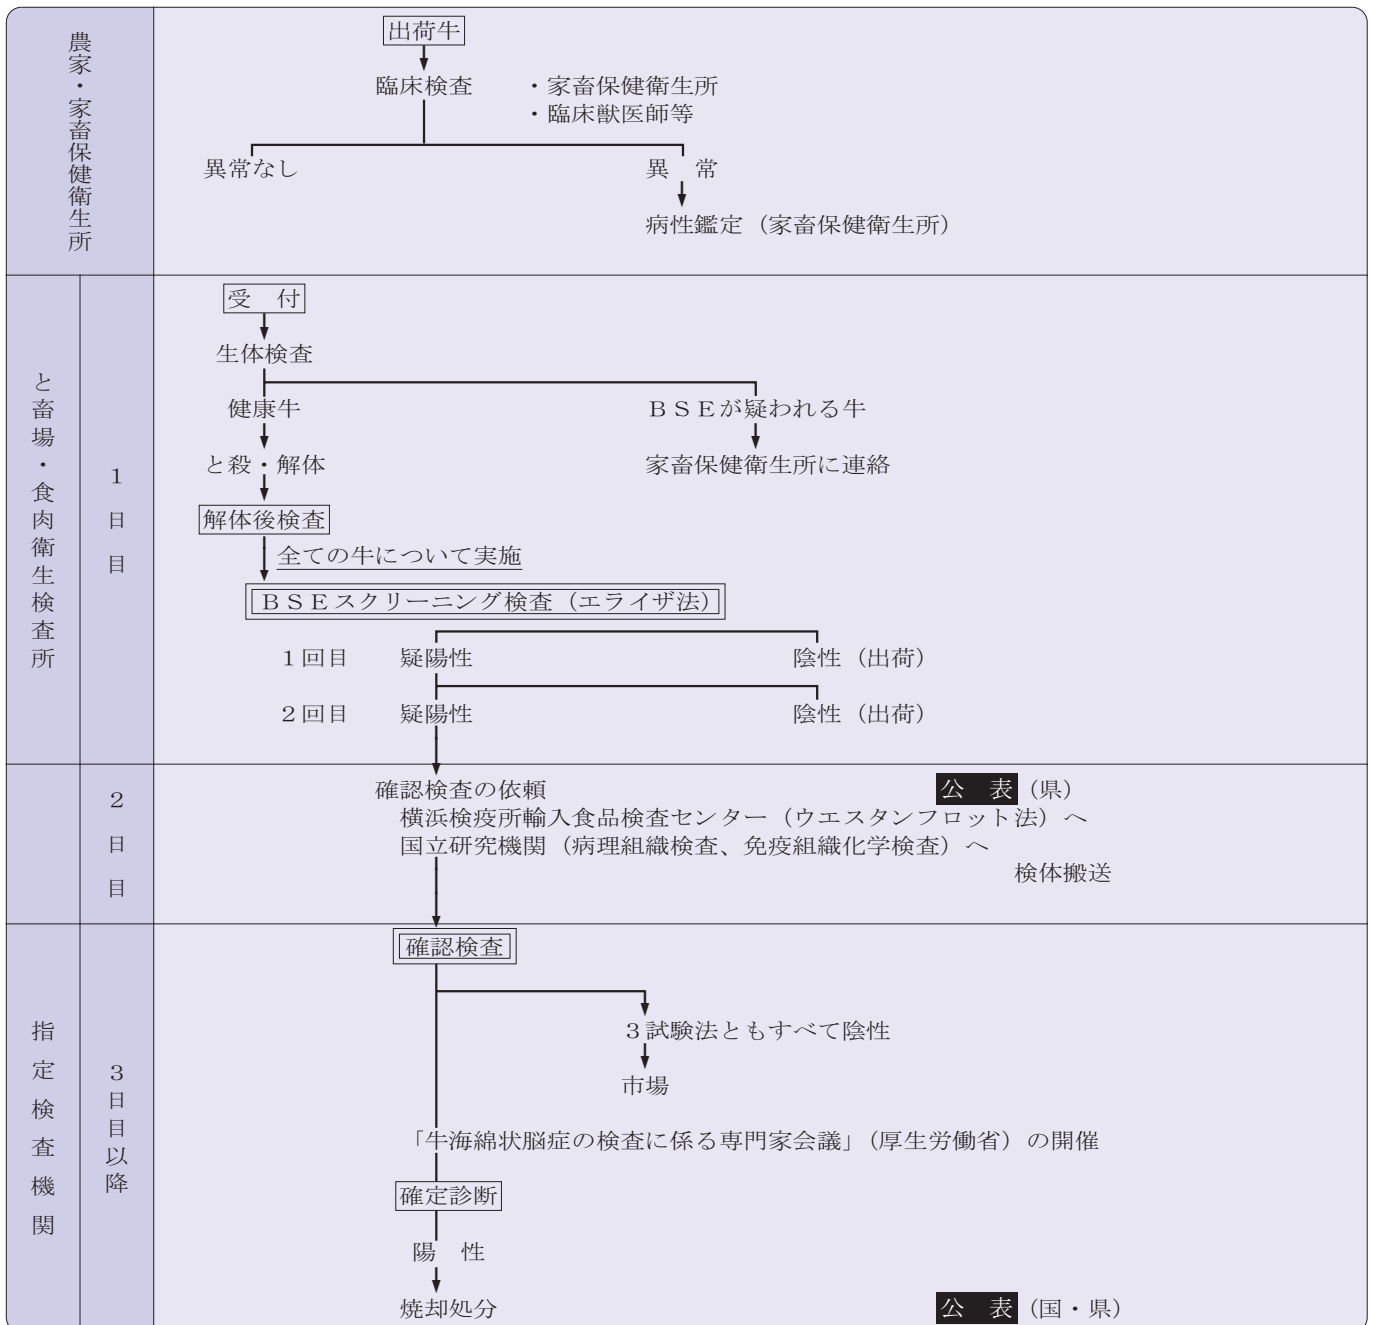 農家・家畜保健衛生所
出荷牛
臨床検査
・家畜保健衛生所
・臨床獣医師等
異常なし
異　常
病性鑑定（家畜保健衛生所）
と畜場・食肉衛生検査所
１日目
受　付
生体検査
健康牛
ＢＳＥが疑われる牛
と殺・解体
家畜保健衛生所に連絡
解体後検査
全ての牛について実施
ＢＳＥスクリーニング検査（エライザ法）
１回目　疑陽性　陰性（出荷）
２回目　疑陽性　陰性（出荷）
２日目
確認検査の依頼
公　表（県）
横浜検疫所輸入食品検査センター（ウエスタンフロット法）へ
国立研究機関（病理組織検査、免疫組織化学検査）へ
検体搬送
指定検査機関
３日目以降
確認検査
３試験法ともすべて陰性
市場
「牛海綿状脳症の検査に係る専門家会議」（厚生労働省）の開催
確定診断
陽　性
焼却処分
公　表（国・県）